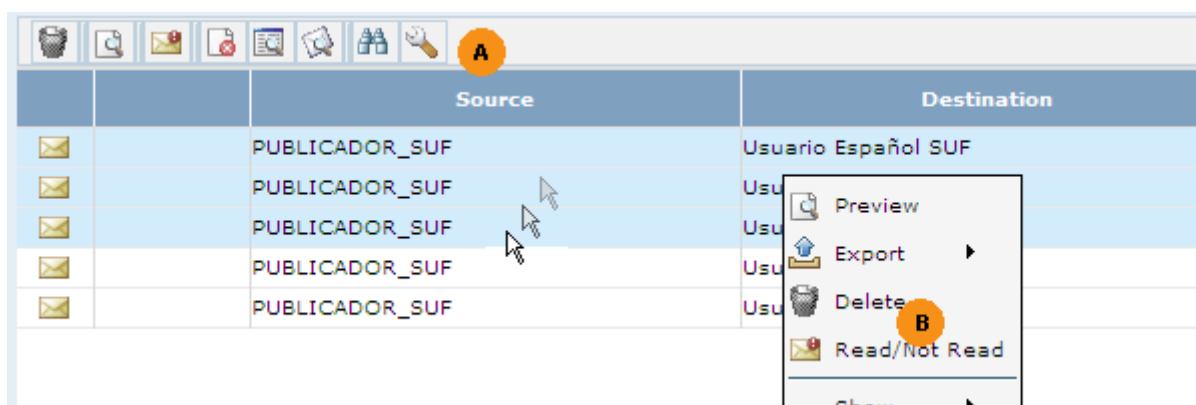 A
Source Destination
PUBLICADOR_SUF Usuario Español SUF
PUBLICADOR_SUF Usu
PUBLICADOR_SUF Usu
PUBLICADOR_SUF Usu
PUBLICADOR_SUF Usu
Preview
Export
Delete
B
Read/Not Read
Show